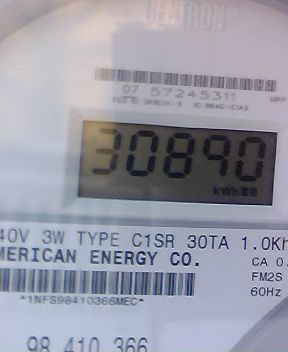 CENTRON
07 57245311
30890
kWh
40V 3W TYPE C1SR 30TA 1.0Kh
MERICAN ENERGY CO.
CA 0.
FM2S
60Hz
*1NFS98410366MEC*
98 410 366